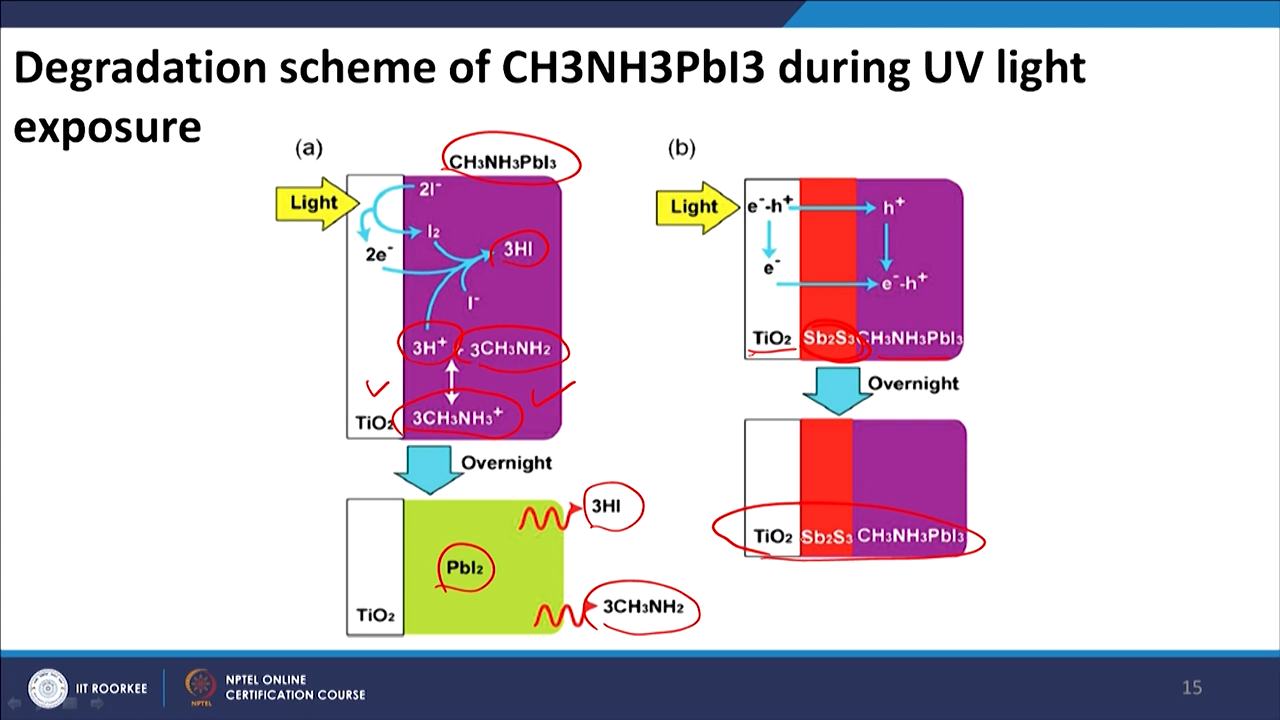 Degradation scheme of CH3NH3PbI3 during UV light
exposure
(a)
CH₃NH₃PbI₃
Light
2I⁻
I₂
2e⁻
3HI
I⁻
3H⁺ + 3CH₃NH₂
3CH₃NH₃⁺
TiO₂
Overnight
3HI
PbI₂
3CH₃NH₂
TiO₂
(b)
Light
e⁻-h⁺
h⁺
e⁻
e⁻-h⁺
TiO₂
Sb₂S₃
CH₃NH₃PbI₃
Overnight
TiO₂
Sb₂S₃
CH₃NH₃PbI₃
IIT ROORKEE
NPTEL
NPTEL ONLINE
CERTIFICATION COURSE
15